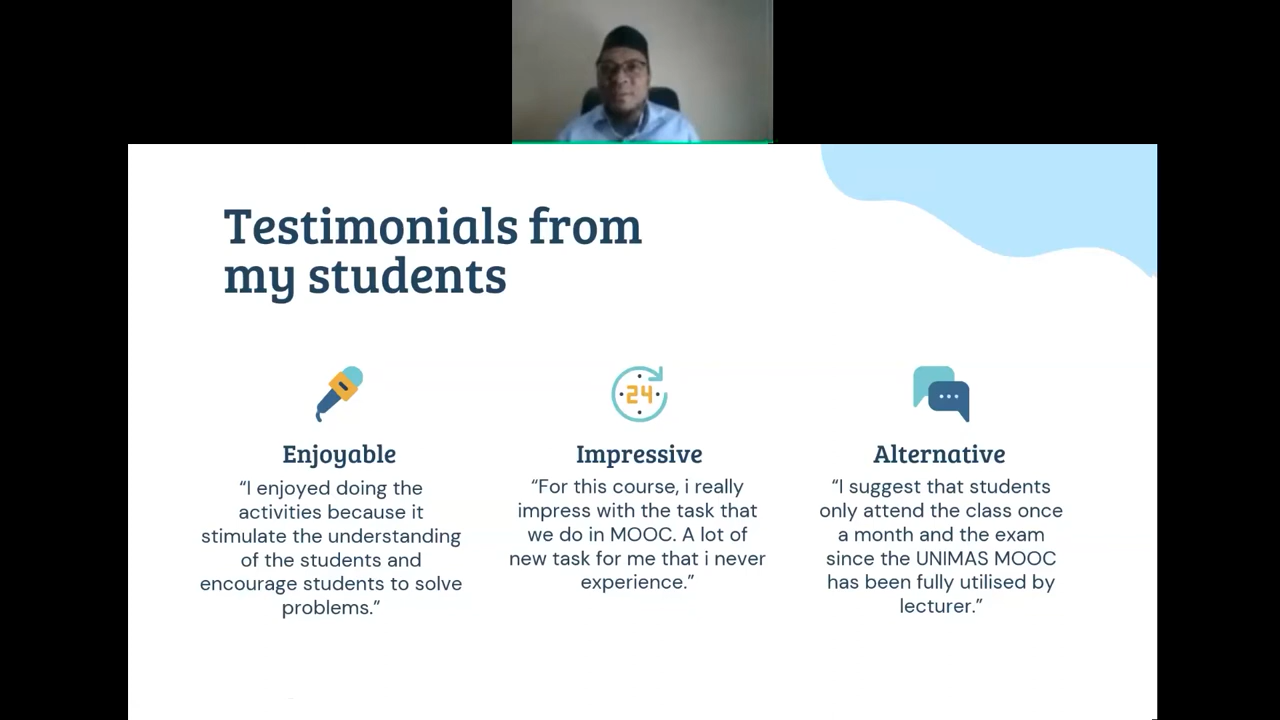 Testimonials from
my students
24
Enjoyable
“I enjoyed doing the
activities because it
stimulate the understanding
of the students and
encourage students to solve
problems.”
Impressive
“For this course, i really
impress with the task that
we do in MOOC. A lot of
new task for me that i never
experience.”
Alternative
“I suggest that students
only attend the class once
a month and the exam
since the UNIMAS MOOC
has been fully utilised by
lecturer.”